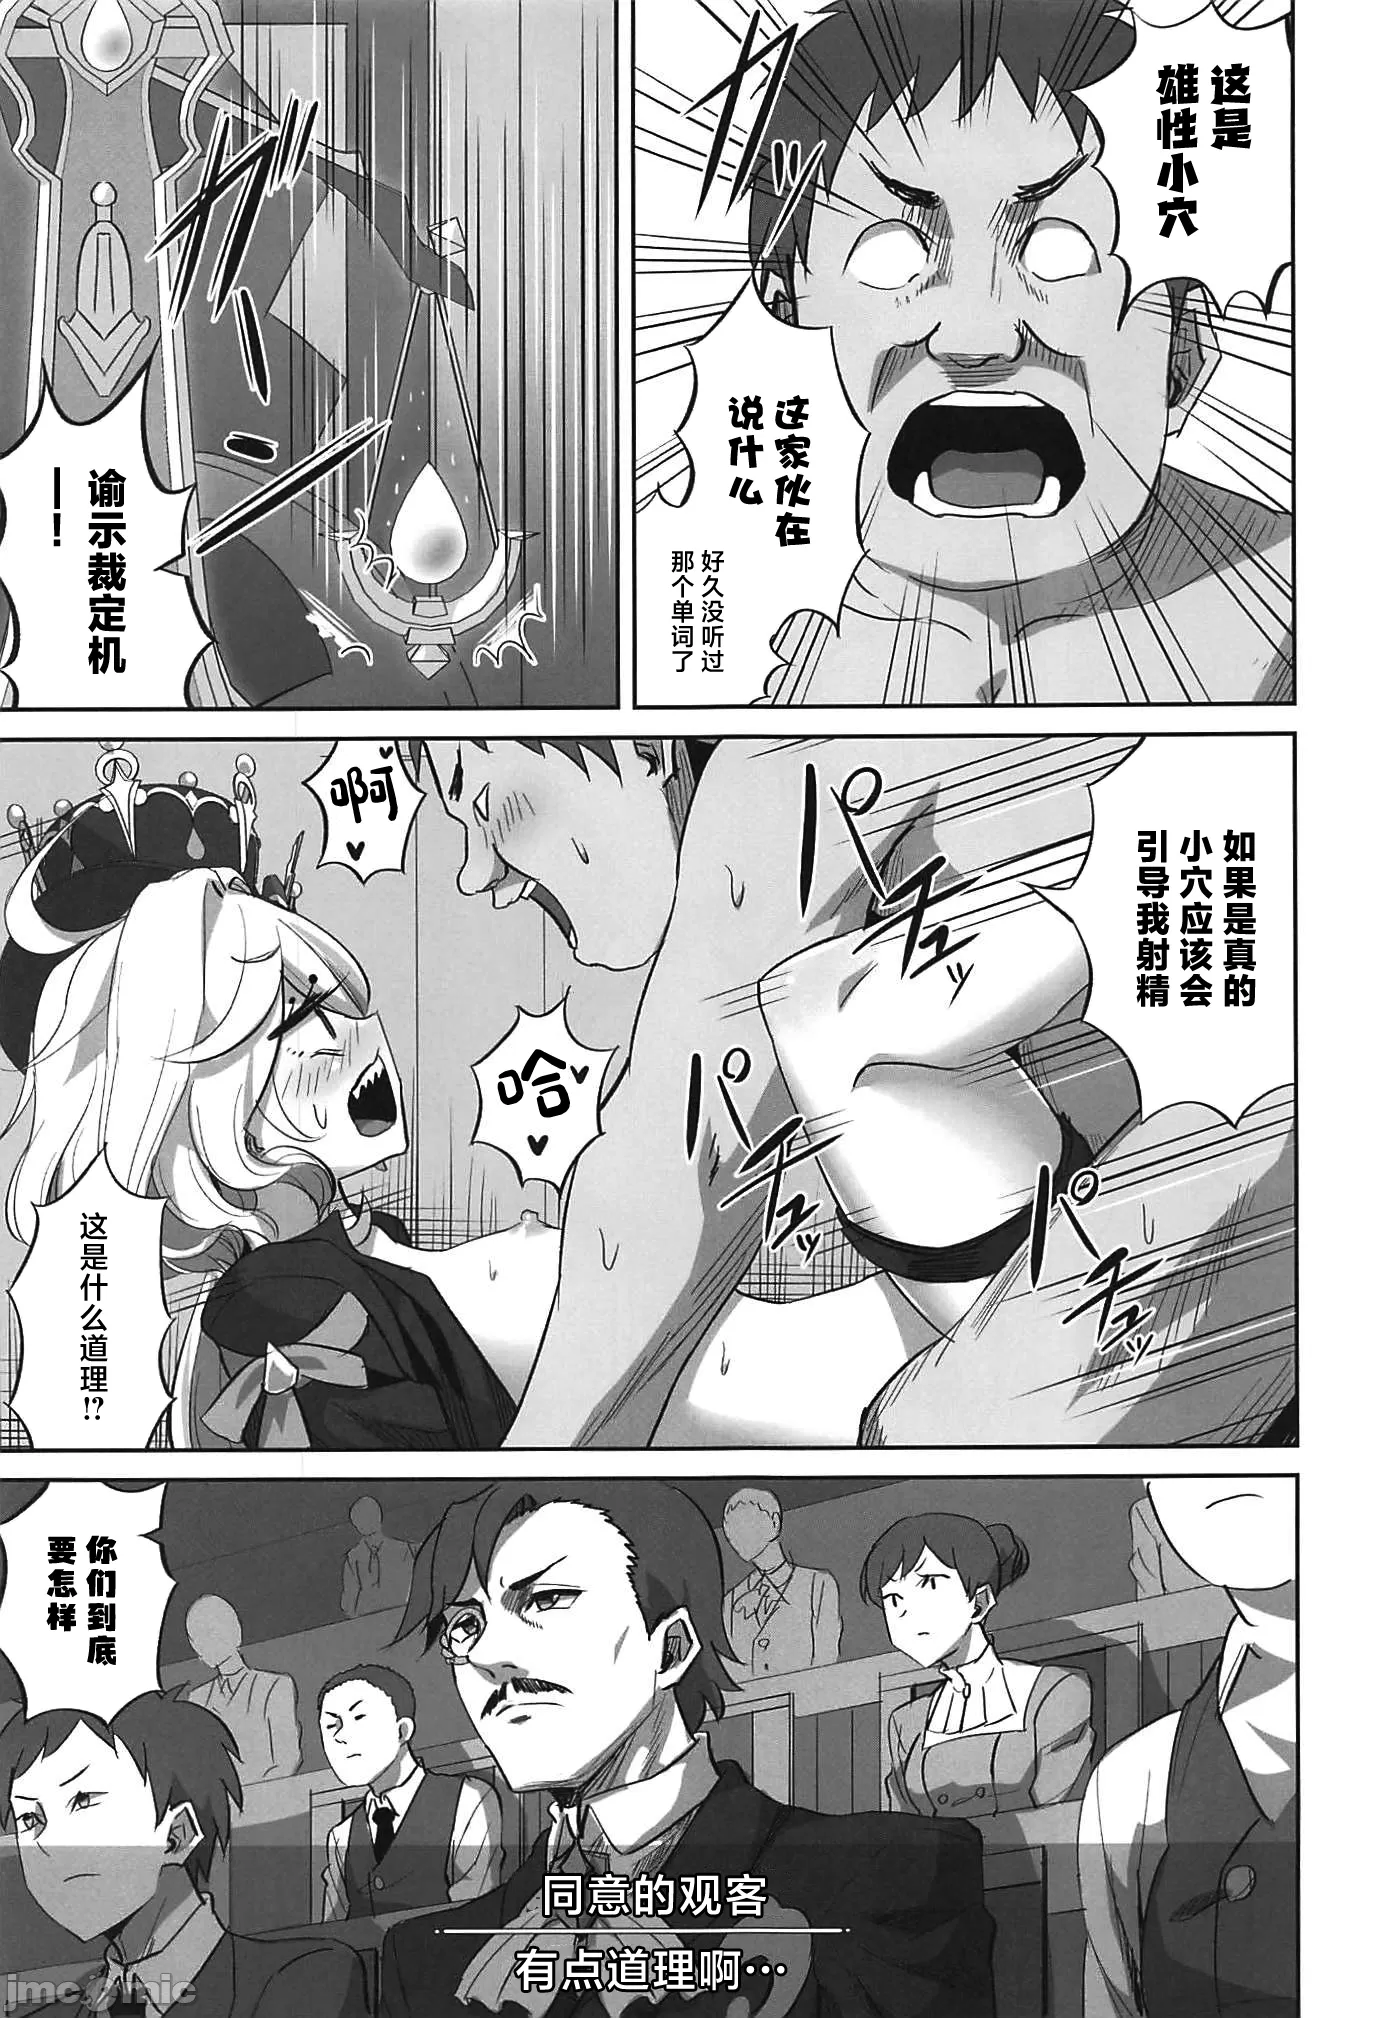 这是
雄性小穴
这家伙在
说什么
好久没听过
那个单词了
谕示裁定机
——！
如果是真的
小穴应该会
引导我射精
パチュッ
啊
哈
パチュッ
パチュッ
这是什么道理!?
你们到底
要怎样
同意的观客
有点道理啊…
jmcomic